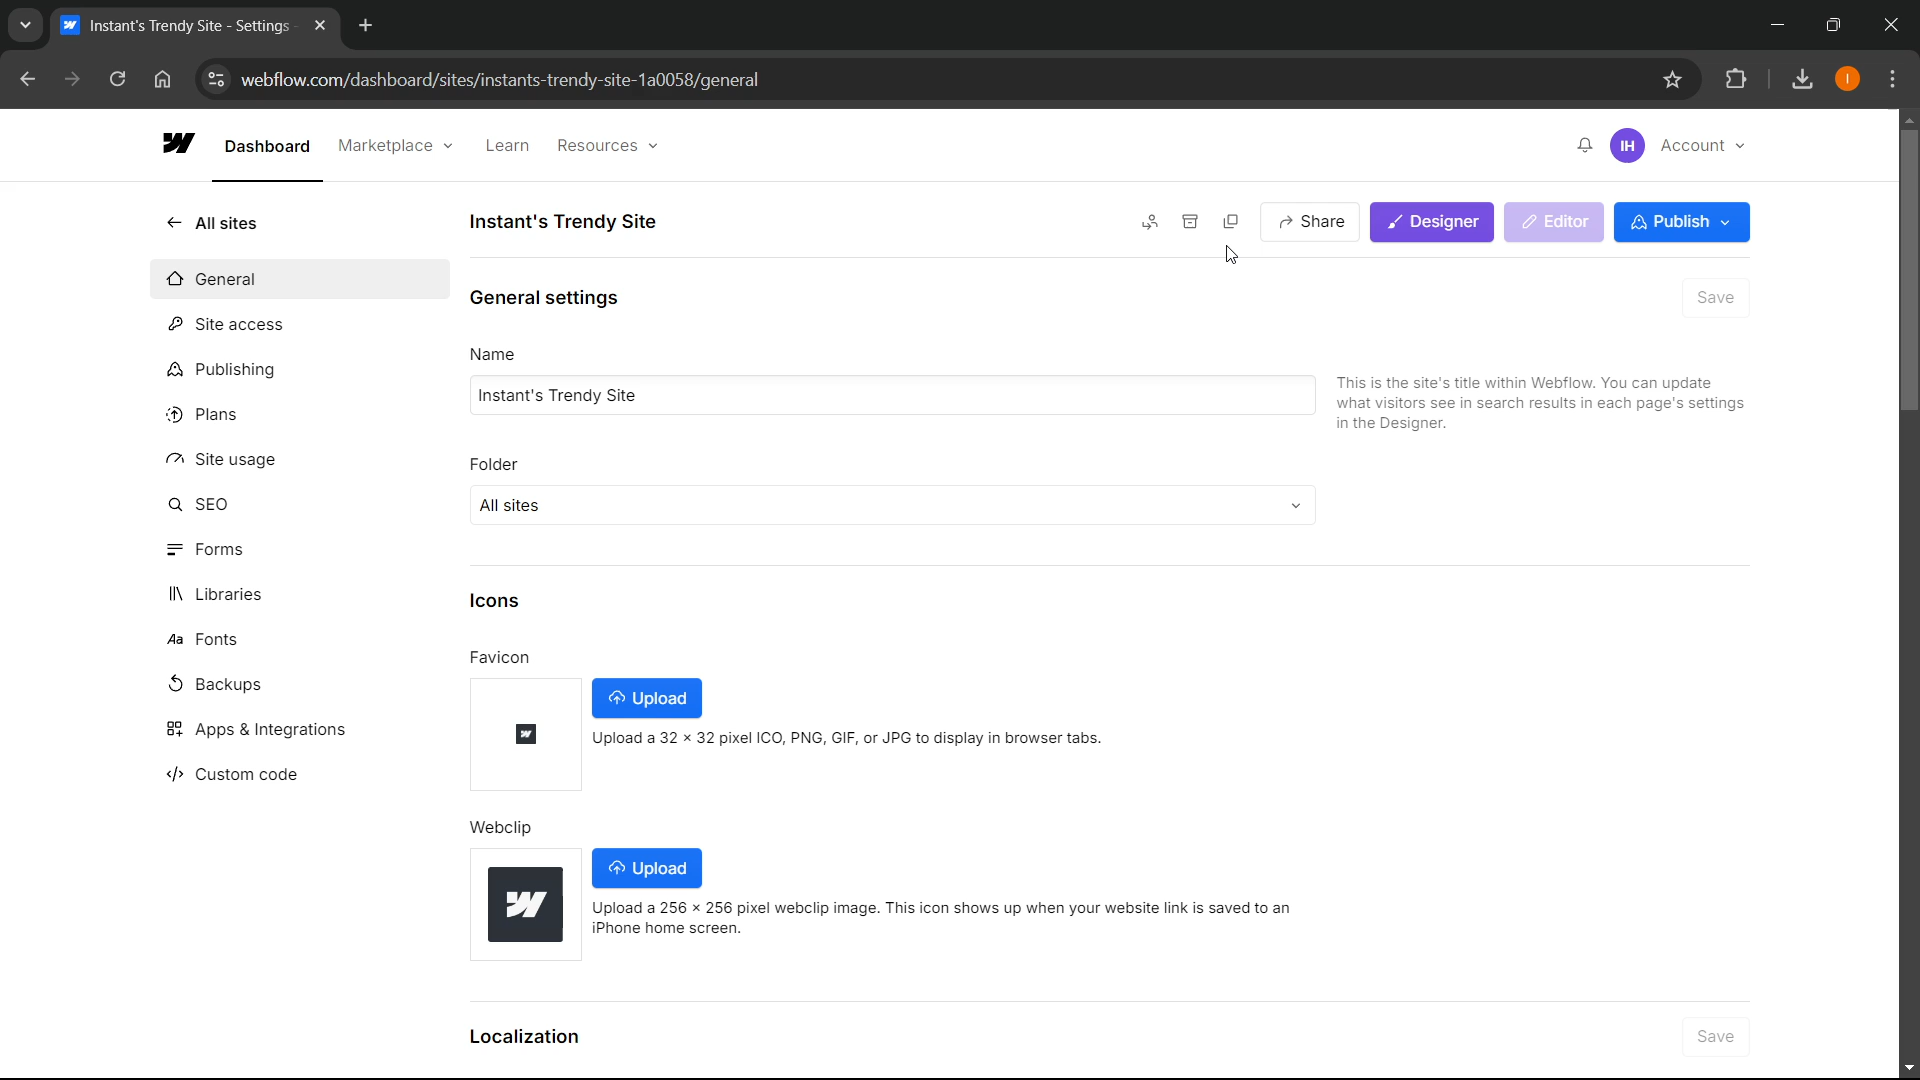 Instant's Trendy Site - Settings -
webflow.com/dashboard/sites/instants-trendy-site-1a0058/general
I
Dashboard
Marketplace
Learn
Resources
IH
Account
All sites
Instant's Trendy Site
Share
Designer
Editor
Publish
General
Site access
Publishing
Plans
Site usage
SEO
Forms
Libraries
Aa Fonts
Backups
Apps & Integrations
Custom code
General settings
Save
Name
Instant's Trendy Site
This is the site's title within Webflow. You can update
what visitors see in search results in each page's settings
in the Designer.
Folder
All sites
Icons
Favicon
Upload
Upload a 32 × 32 pixel ICO, PNG, GIF, or JPG to display in browser tabs.
Webclip
Upload
Upload a 256 × 256 pixel webclip image. This icon shows up when your website link is saved to an
iPhone home screen.
Localization
Save